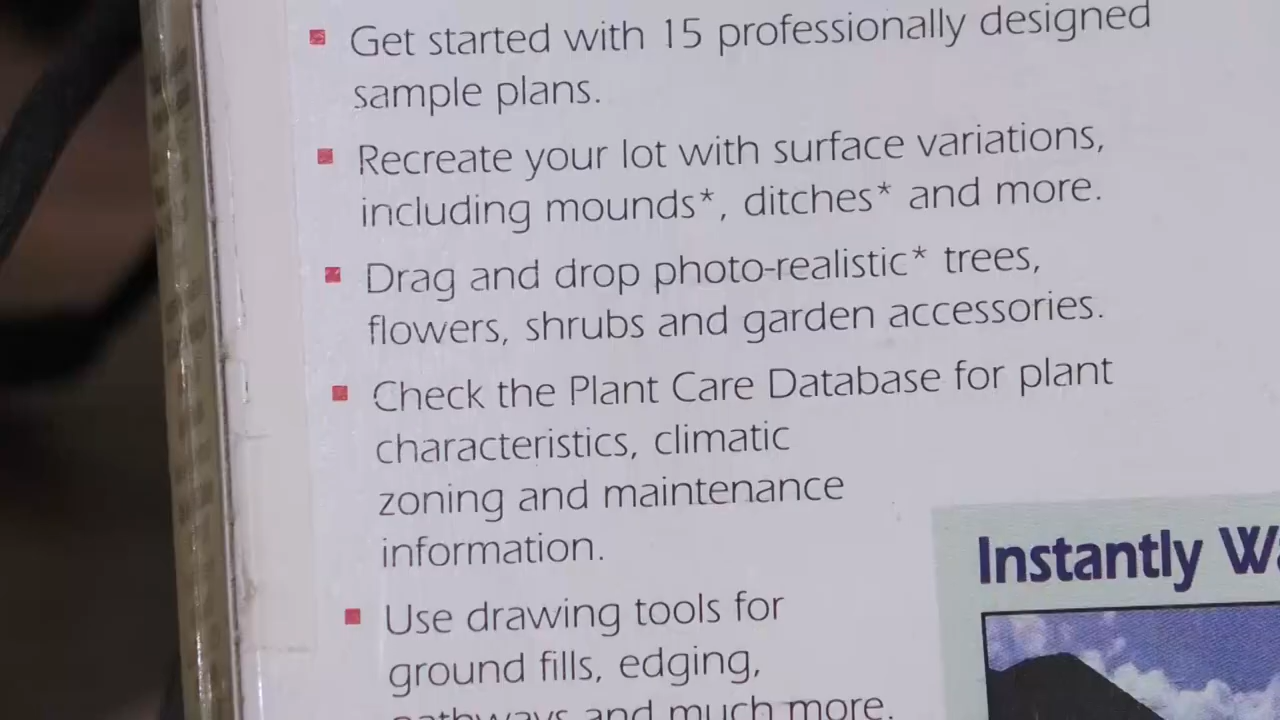 Get started with 15 professionally designed
sample plans.
Recreate your lot with surface variations,
including mounds*, ditches* and more.
Drag and drop photo-realistic* trees,
flowers, shrubs and garden accessories.
Check the Plant Care Database for plant
characteristics, climatic
zoning and maintenance
information.
Instantly
Use drawing tools for
ground fills, edging,
pathways and much more.